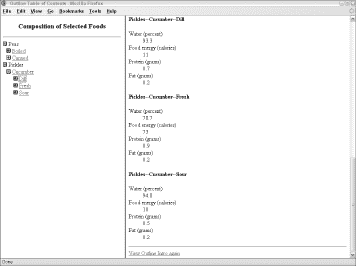 Outline Table of Contents - Mozilla Firefox
File Edit View Go Bookmarks Tools Help
Composition of Selected Foods
Peas
Boiled
Canned
Pickles
Cucumber
Dill
Fresh
Sour
Pickles--Cucumber--Dill
Water (percent)
93.3
Food energy (calories)
11
Protein (grams)
0.7
Fat (grams)
0.2
Pickles--Cucumber--Fresh
Water (percent)
78.7
Food energy (calories)
73
Protein (grams)
0.9
Fat (grams)
0.2
Pickles--Cucumber--Sour
Water (percent)
94.8
Food energy (calories)
10
Protein (grams)
0.5
Fat (grams)
0.2
Done